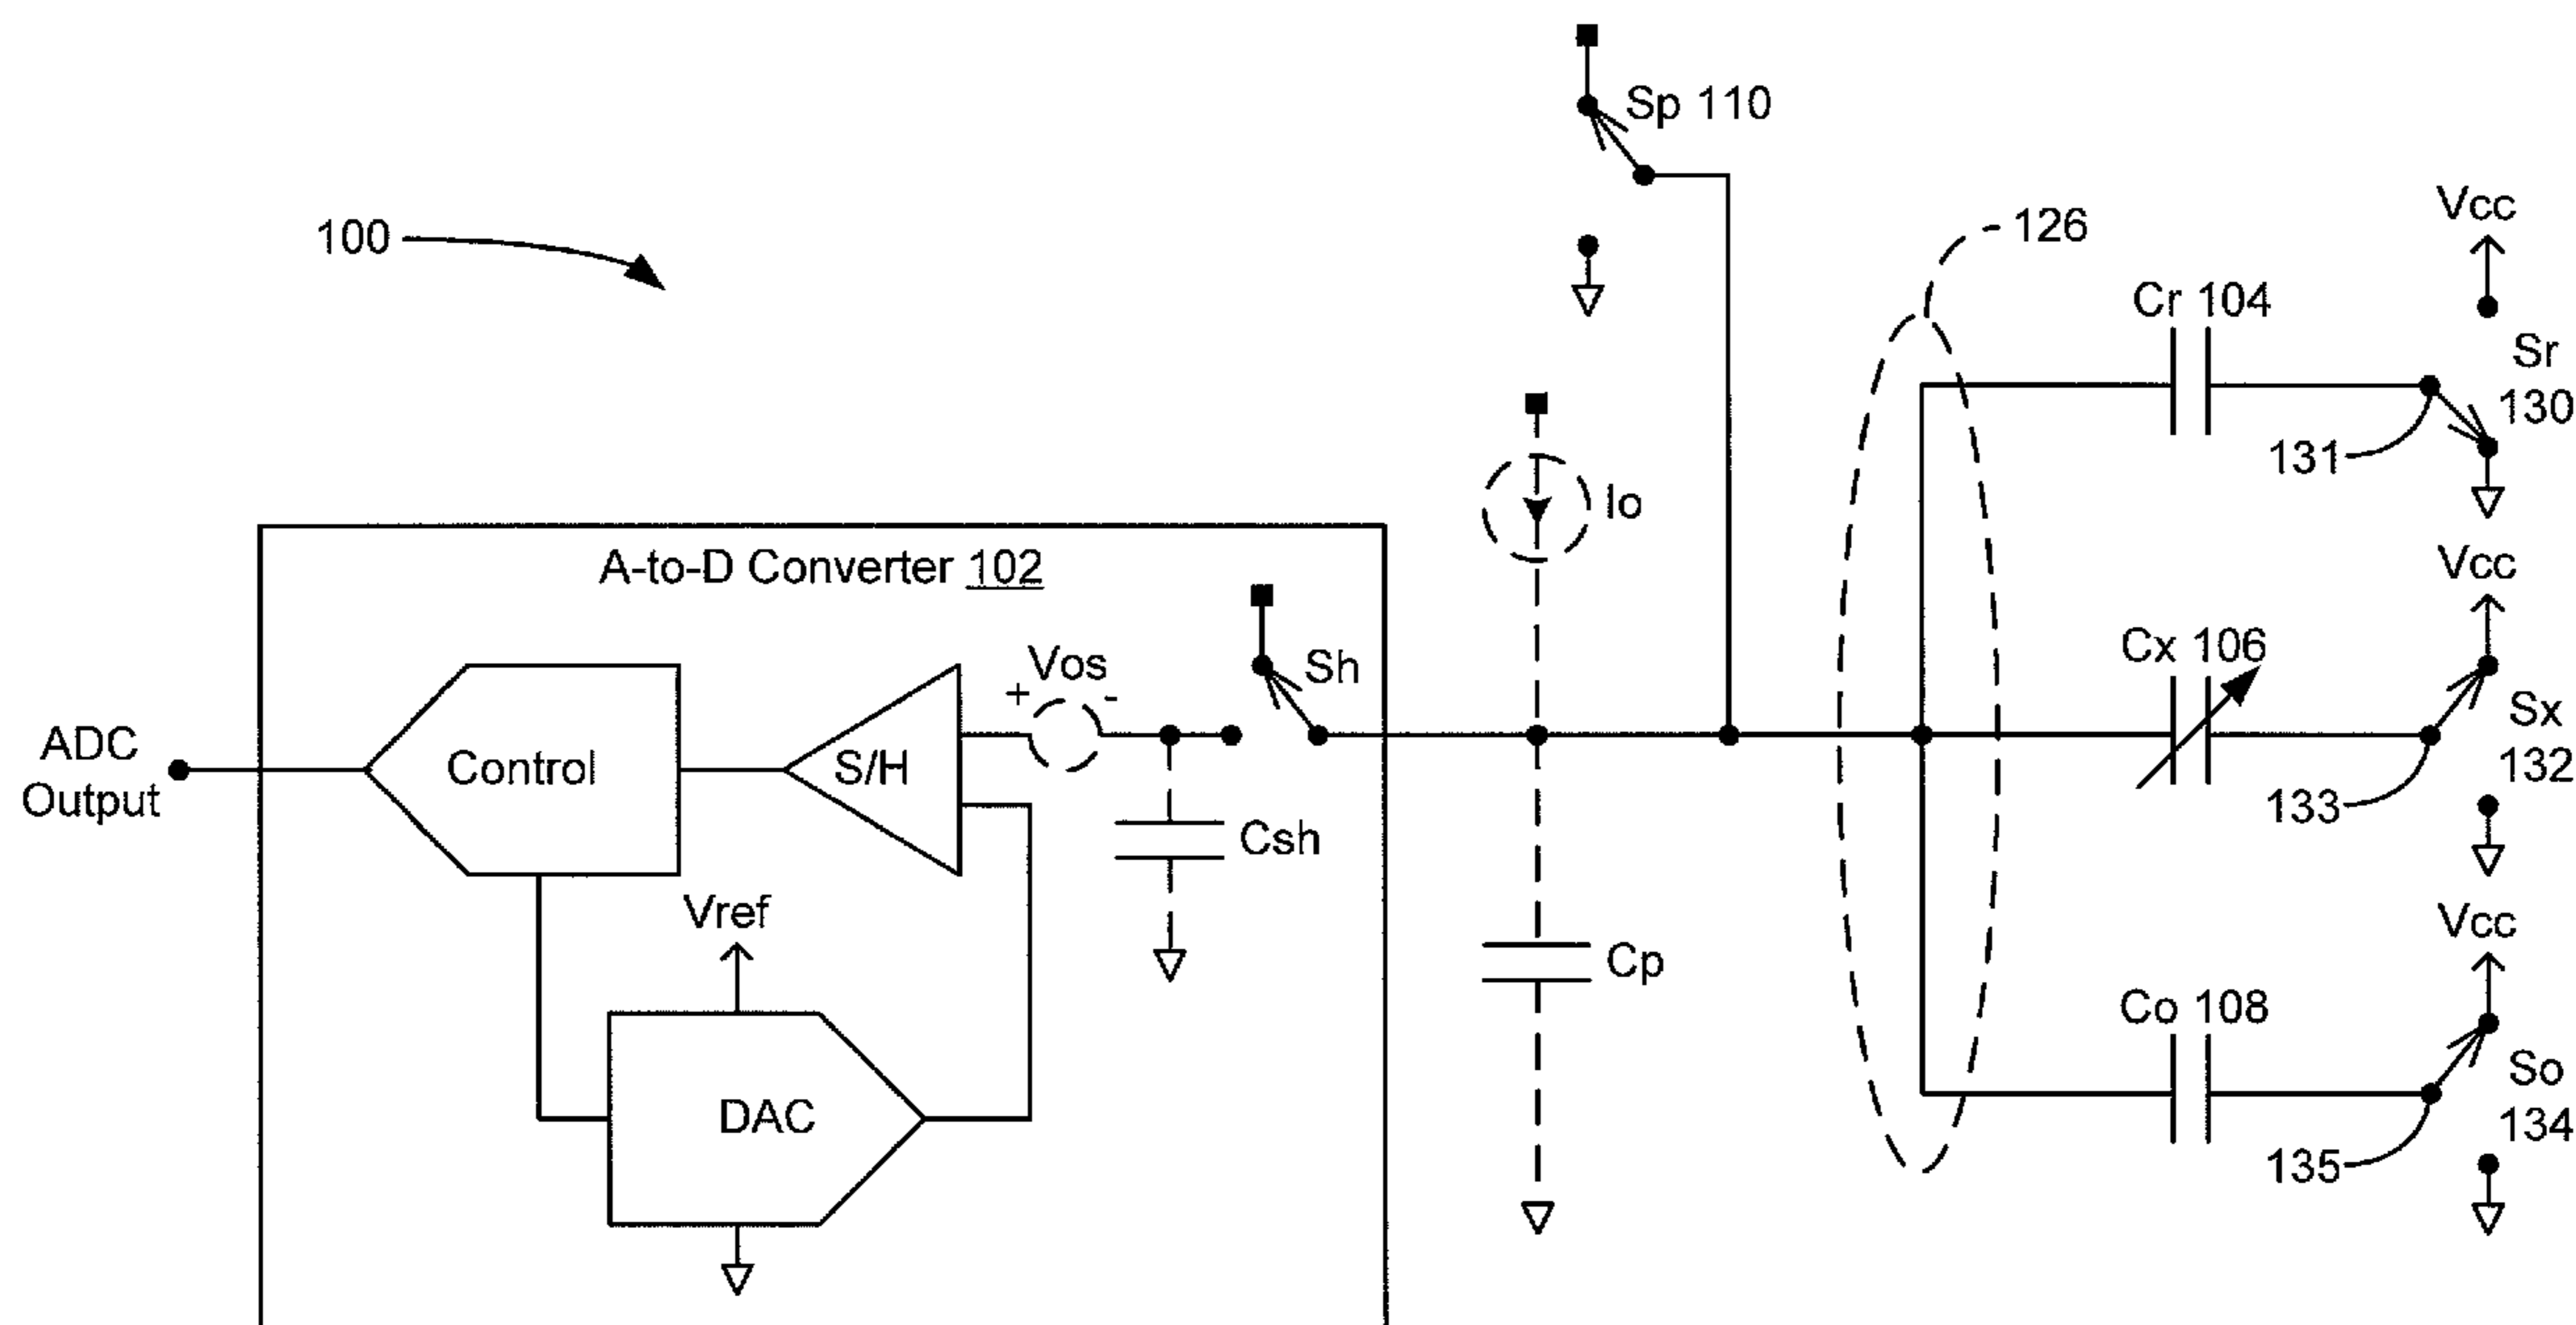 Sp 110
100
126
Vcc
Cr 104
Sr
130
131
Io
A-to-D Converter 102
Vcc
Cx 106
Sx
132
133
Vos
+ -
Sh
S/H
Control
ADC
Output
Csh
Vref
DAC
Cp
Vcc
Co 108
So
134
135